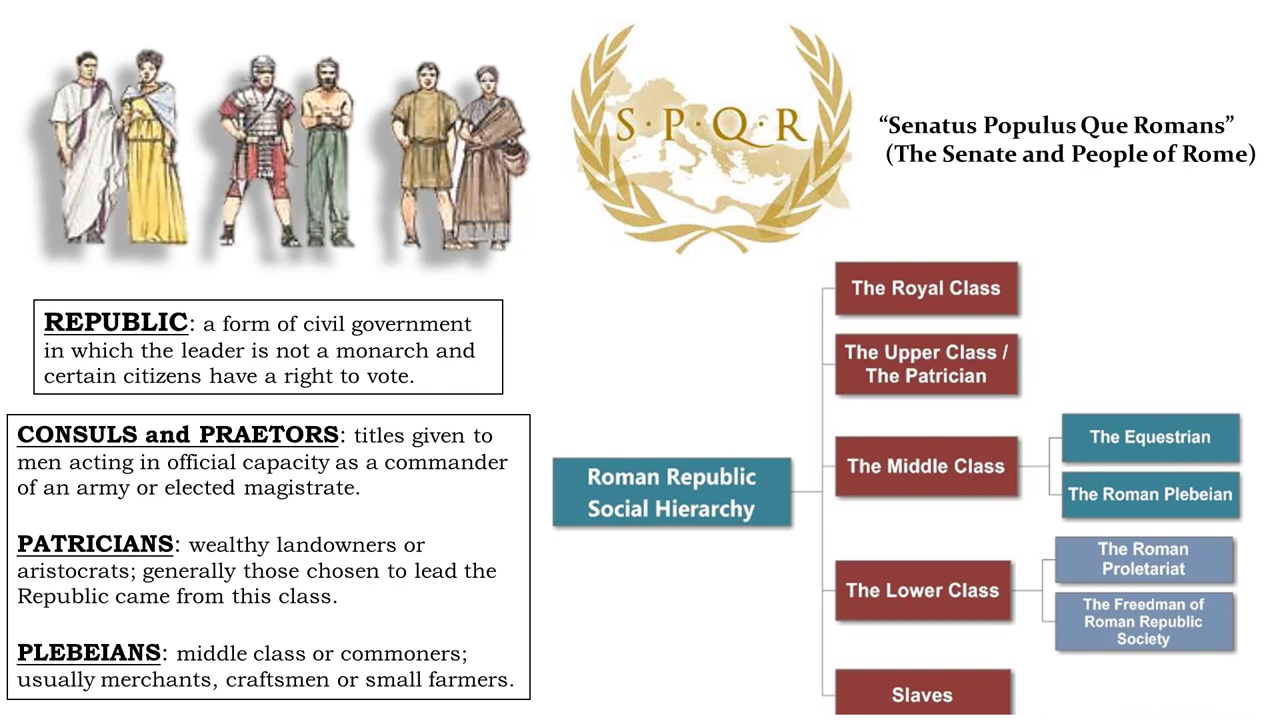 S·P·Q·R
“Senatus Populus Que Romans”
(The Senate and People of Rome)
REPUBLIC: a form of civil government
in which the leader is not a monarch and
certain citizens have a right to vote.
CONSULS and PRAETORS: titles given to
men acting in official capacity as a commander
of an army or elected magistrate.
PATRICIANS: wealthy landowners or
aristocrats; generally those chosen to lead the
Republic came from this class.
PLEBEIANS: middle class or commoners;
usually merchants, craftsmen or small farmers.
Roman Republic
Social Hierarchy
The Royal Class
The Upper Class /
The Patrician
The Middle Class
The Equestrian
The Roman Plebeian
The Lower Class
The Roman
Proletariat
The Freedman of
Roman Republic
Society
Slaves